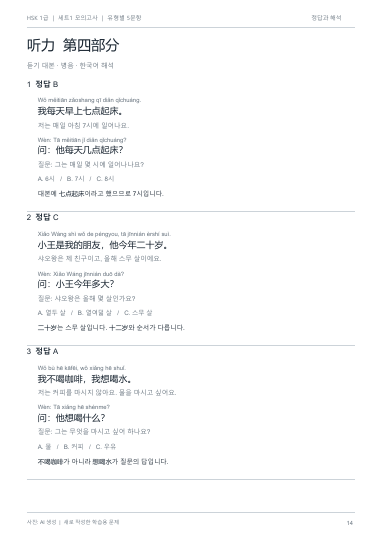 HSK 1급 | 세트1 모의고사 | 유형별 5문항
정답과 해석
听力 第四部分
듣기 대본 · 병음 · 한국어 해석
1 정답 B
Wǒ měitiān zǎoshang qī diǎn qǐchuáng.
我每天早上七点起床。
저는 매일 아침 7시에 일어나요.
Wèn: Tā měitiān jǐ diǎn qǐchuáng?
问：他每天几点起床？
질문: 그는 매일 몇 시에 일어나나요?
A. 6시 / B. 7시 / C. 8시
대본에 七点起床이라고 했으므로 7시입니다.
2 정답 C
Xiǎo Wáng shì wǒ de péngyou, tā jīnnián èrshí suì.
小王是我的朋友，他今年二十岁。
샤오왕은 제 친구이고, 올해 스무 살이에요.
Wèn: Xiǎo Wáng jīnnián duō dà?
问：小王今年多大？
질문: 샤오왕은 올해 몇 살인가요?
A. 열두 살 / B. 열여덟 살 / C. 스무 살
二十岁는 스무 살입니다. 十二岁와 순서가 다릅니다.
3 정답 A
Wǒ bù hē kāfēi, wǒ xiǎng hē shuǐ.
我不喝咖啡，我想喝水。
저는 커피를 마시지 않아요. 물을 마시고 싶어요.
Wèn: Tā xiǎng hē shénme?
问：他想喝什么？
질문: 그는 무엇을 마시고 싶어 하나요?
A. 물 / B. 커피 / C. 우유
不喝咖啡가 아니라 想喝水가 질문의 답입니다.
사진: AI 생성 | 새로 작성한 학습용 문제
14